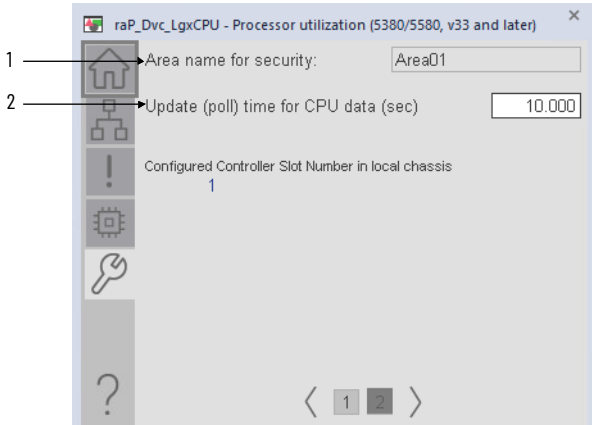 raP_Dvc_LgxCPU - Processor utilization (5380/5580, v33 and later)
1
Area name for security: Area01
2
Update (poll) time for CPU data (sec) 10.000
Configured Controller Slot Number in local chassis
1
1 2